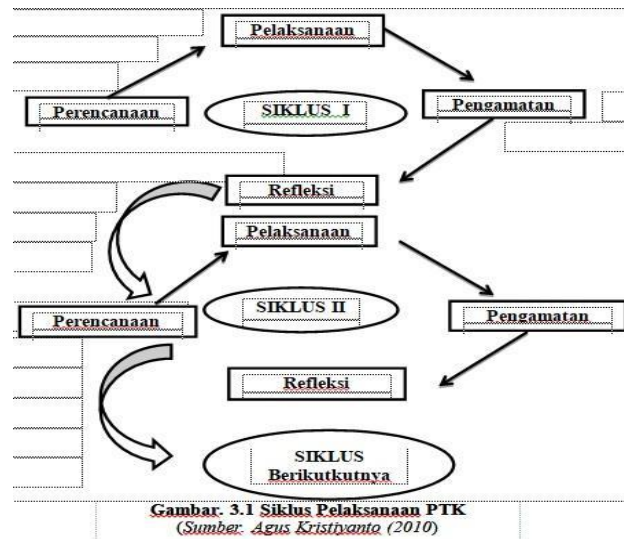 Pelaksanaan
Perencanaan
SIKLUS I
Pengamatan
Refleksi
Pelaksanaan
Perencanaan
SIKLUS II
Pengamatan
Refleksi
SIKLUS
Berikutkutnya
Gambar. 3.1 Siklus Pelaksanaan PTK
(Sumber Agus Kristiyanto (2010)